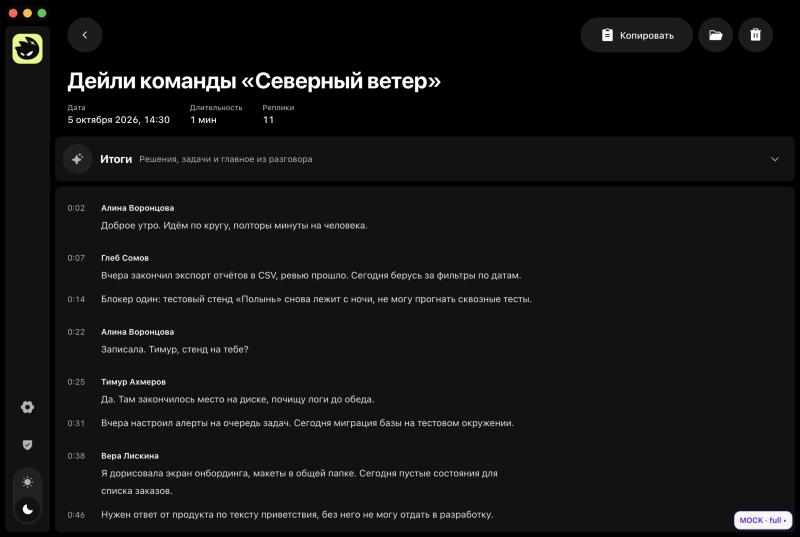 Копировать
Дейли команды «Северный ветер»
Дата
5 октября 2026, 14:30
Длительность
1 мин
Реплики
11
Итоги Решения, задачи и главное из разговора
0:02 Алина Воронцова
Доброе утро. Идём по кругу, полторы минуты на человека.
0:07 Глеб Сомов
Вчера закончил экспорт отчётов в CSV, ревью прошло. Сегодня берусь за фильтры по датам.
0:14 Блокер один: тестовый стенд «Полынь» снова лежит с ночи, не могу прогнать сквозные тесты.
0:22 Алина Воронцова
Записала. Тимур, стенд на тебе?
0:25 Тимур Ахмеров
Да. Там закончилось место на диске, почищу логи до обеда.
0:31 Вчера настроил алерты на очередь задач. Сегодня миграция базы на тестовом окружении.
0:38 Вера Лискина
Я дорисовала экран онбординга, макеты в общей папке. Сегодня пустые состояния для
списка заказов.
0:46 Нужен ответ от продукта по тексту приветствия, без него не могу отдать в разработку.
MOCK · full •